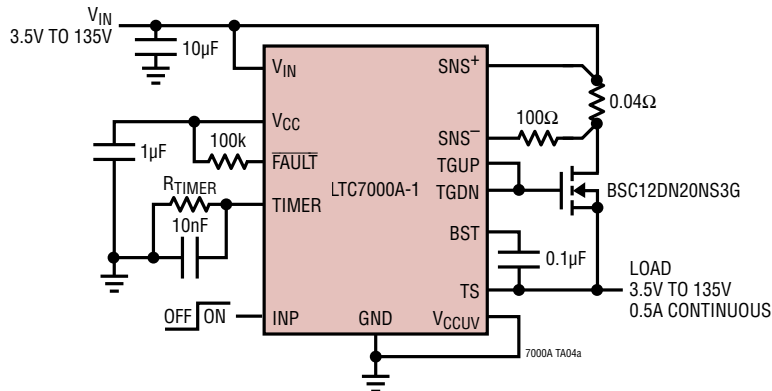 VIN
3.5V TO 135V
10µF
VIN
SNS+
0.04Ω
100Ω
VCC
SNS–
100k
1µF
FAULT
TGUP
LTC7000A-1
TGDN
BSC12DN20NS3G
RTIMER
TIMER
10nF
BST
0.1µF
LOAD
3.5V TO 135V
0.5A CONTINUOUS
TS
OFF ON
INP
GND
VCCUV
7000A TA04a